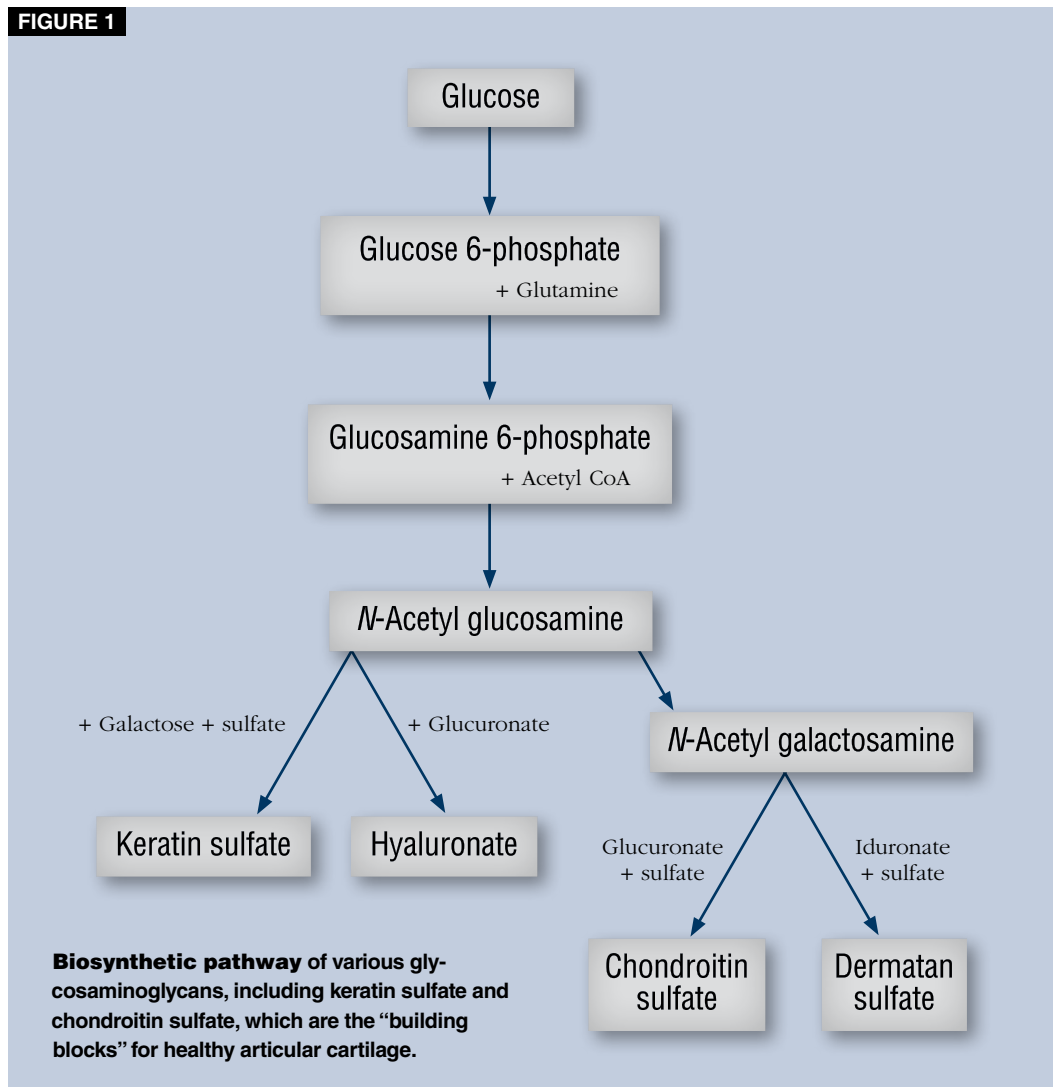 FIGURE 1
Glucose
Glucose 6-phosphate
+ Glutamine
Glucosamine 6-phosphate
+ Acetyl CoA
N-Acetyl glucosamine
+ Galactose + sulfate
+ Glucuronate
N-Acetyl galactosamine
Keratin sulfate
Hyaluronate
Glucuronate
+ sulfate
Iduronate
+ sulfate
Chondroitin
sulfate
Dermatan
sulfate
Biosynthetic pathway of various gly-
cosaminoglycans, including keratin sulfate and
chondroitin sulfate, which are the “building
blocks” for healthy articular cartilage.